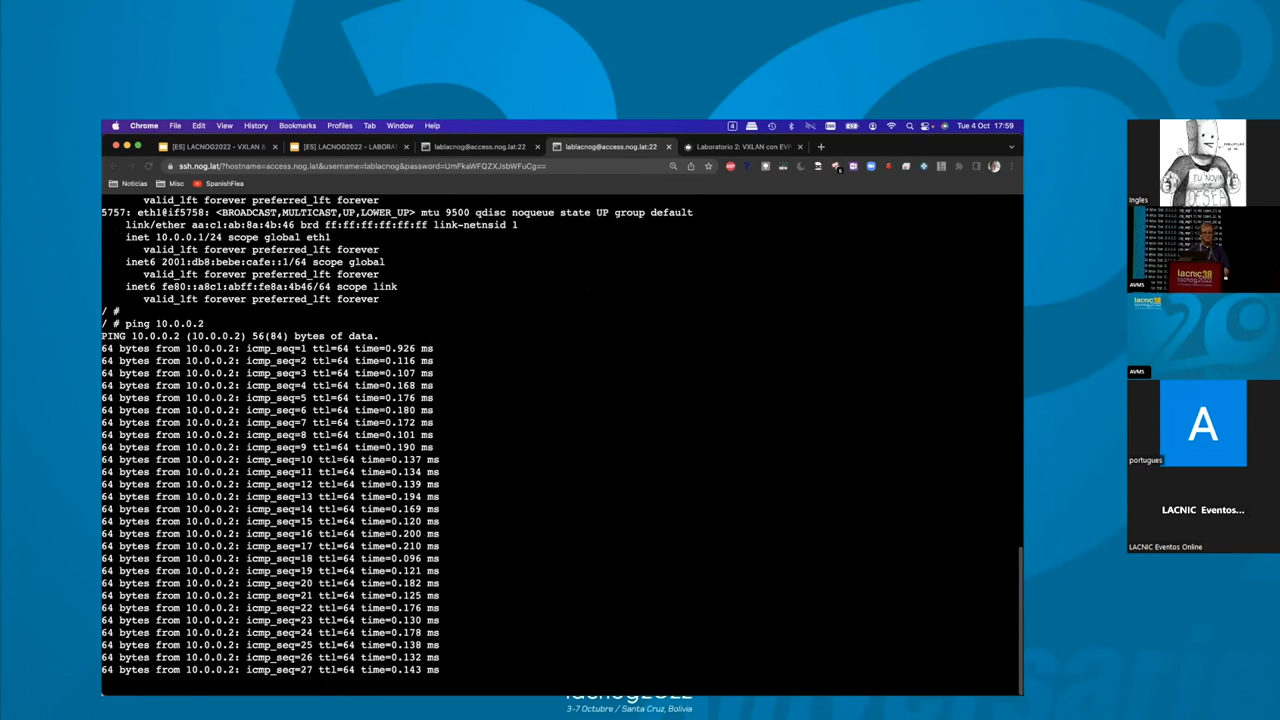 Chrome File Edit View History Bookmarks Profiles Tab Window Help
Tue 4 Oct 17:59
[ES] LACNOG2022 - VXLAN &
[ES] LACNOG2022 - LABORAT
lablacnog@access.nog.lat:22
lablacnog@access.nog.lat:22
Laboratorio 2: VXLAN con EVP
ssh.nog.lat/?hostname=access.nog.lat&username=lablacnog&password=UmFkaWFQZXJsbWFuCg==
Noticias Misc SpanishFlea
valid_lft forever preferred_lft forever
5757: eth1@if5758: <BROADCAST,MULTICAST,UP,LOWER_UP> mtu 9500 qdisc noqueue state UP group default
link/ether aa:c1:ab:8a:4b:46 brd ff:ff:ff:ff:ff:ff link-netnsid 1
inet 10.0.0.1/24 scope global eth1
valid_lft forever preferred_lft forever
inet6 2001:db8:bebe:cafe::1/64 scope global
valid_lft forever preferred_lft forever
inet6 fe80::a8c1:abff:fe8a:4b46/64 scope link
valid_lft forever preferred_lft forever
/ #
/ # ping 10.0.0.2
PING 10.0.0.2 (10.0.0.2) 56(84) bytes of data.
64 bytes from 10.0.0.2: icmp_seq=1 ttl=64 time=0.926 ms
64 bytes from 10.0.0.2: icmp_seq=2 ttl=64 time=0.116 ms
64 bytes from 10.0.0.2: icmp_seq=3 ttl=64 time=0.107 ms
64 bytes from 10.0.0.2: icmp_seq=4 ttl=64 time=0.168 ms
64 bytes from 10.0.0.2: icmp_seq=5 ttl=64 time=0.176 ms
64 bytes from 10.0.0.2: icmp_seq=6 ttl=64 time=0.180 ms
64 bytes from 10.0.0.2: icmp_seq=7 ttl=64 time=0.172 ms
64 bytes from 10.0.0.2: icmp_seq=8 ttl=64 time=0.101 ms
64 bytes from 10.0.0.2: icmp_seq=9 ttl=64 time=0.190 ms
64 bytes from 10.0.0.2: icmp_seq=10 ttl=64 time=0.137 ms
64 bytes from 10.0.0.2: icmp_seq=11 ttl=64 time=0.134 ms
64 bytes from 10.0.0.2: icmp_seq=12 ttl=64 time=0.139 ms
64 bytes from 10.0.0.2: icmp_seq=13 ttl=64 time=0.194 ms
64 bytes from 10.0.0.2: icmp_seq=14 ttl=64 time=0.169 ms
64 bytes from 10.0.0.2: icmp_seq=15 ttl=64 time=0.120 ms
64 bytes from 10.0.0.2: icmp_seq=16 ttl=64 time=0.200 ms
64 bytes from 10.0.0.2: icmp_seq=17 ttl=64 time=0.210 ms
64 bytes from 10.0.0.2: icmp_seq=18 ttl=64 time=0.096 ms
64 bytes from 10.0.0.2: icmp_seq=19 ttl=64 time=0.121 ms
64 bytes from 10.0.0.2: icmp_seq=20 ttl=64 time=0.182 ms
64 bytes from 10.0.0.2: icmp_seq=21 ttl=64 time=0.125 ms
64 bytes from 10.0.0.2: icmp_seq=22 ttl=64 time=0.176 ms
64 bytes from 10.0.0.2: icmp_seq=23 ttl=64 time=0.130 ms
64 bytes from 10.0.0.2: icmp_seq=24 ttl=64 time=0.178 ms
64 bytes from 10.0.0.2: icmp_seq=25 ttl=64 time=0.138 ms
64 bytes from 10.0.0.2: icmp_seq=26 ttl=64 time=0.132 ms
64 bytes from 10.0.0.2: icmp_seq=27 ttl=64 time=0.143 ms
lacnog2022
3-7 Octubre / Santa Cruz, Bolivia
TU NOVIA
DESEA
Ingles
lacnic38
lacnog2022
AVMS
lacnic38
AVMS
A
portugues
LACNIC Eventos...
LACNIC Eventos Online